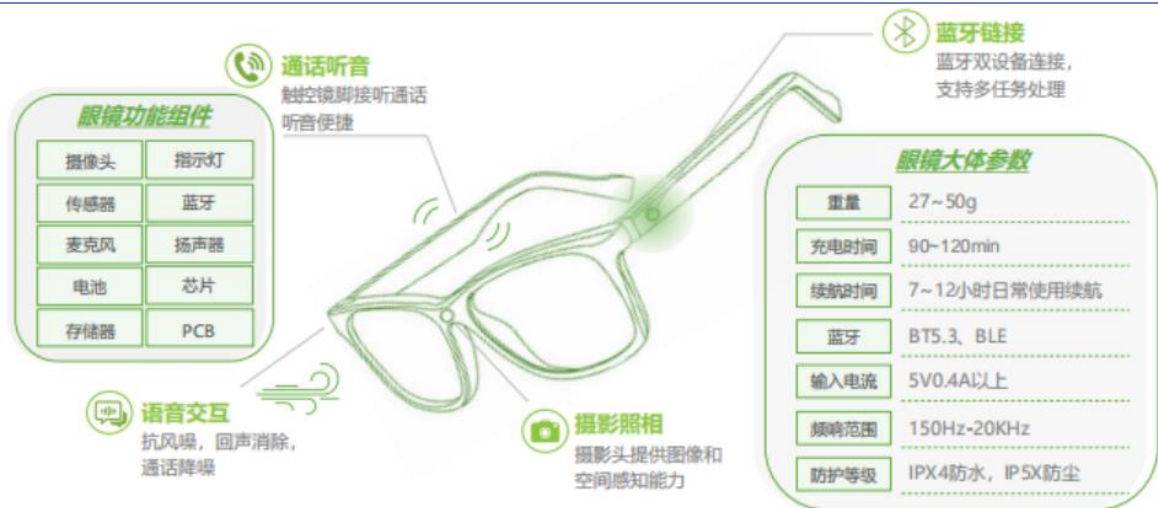 蓝牙链接
蓝牙双设备连接，
支持多任务处理
通话听音
触控镜脚接听通话
听音便捷
眼镜功能组件
摄像头 指示灯
传感器 蓝牙
麦克风 扬声器
电池 芯片
存储器 PCB
眼镜大体参数
重量 27~50g
充电时间 90~120min
续航时间 7~12小时日常使用续航
蓝牙 BT5.3、BLE
输入电流 5V0.4A以上
频响范围 150Hz-20KHz
防护等级 IPX4防水，IP5X防尘
语音交互
抗风噪，回声消除，
通话降噪
摄影照相
摄影头提供图像和
空间感知能力